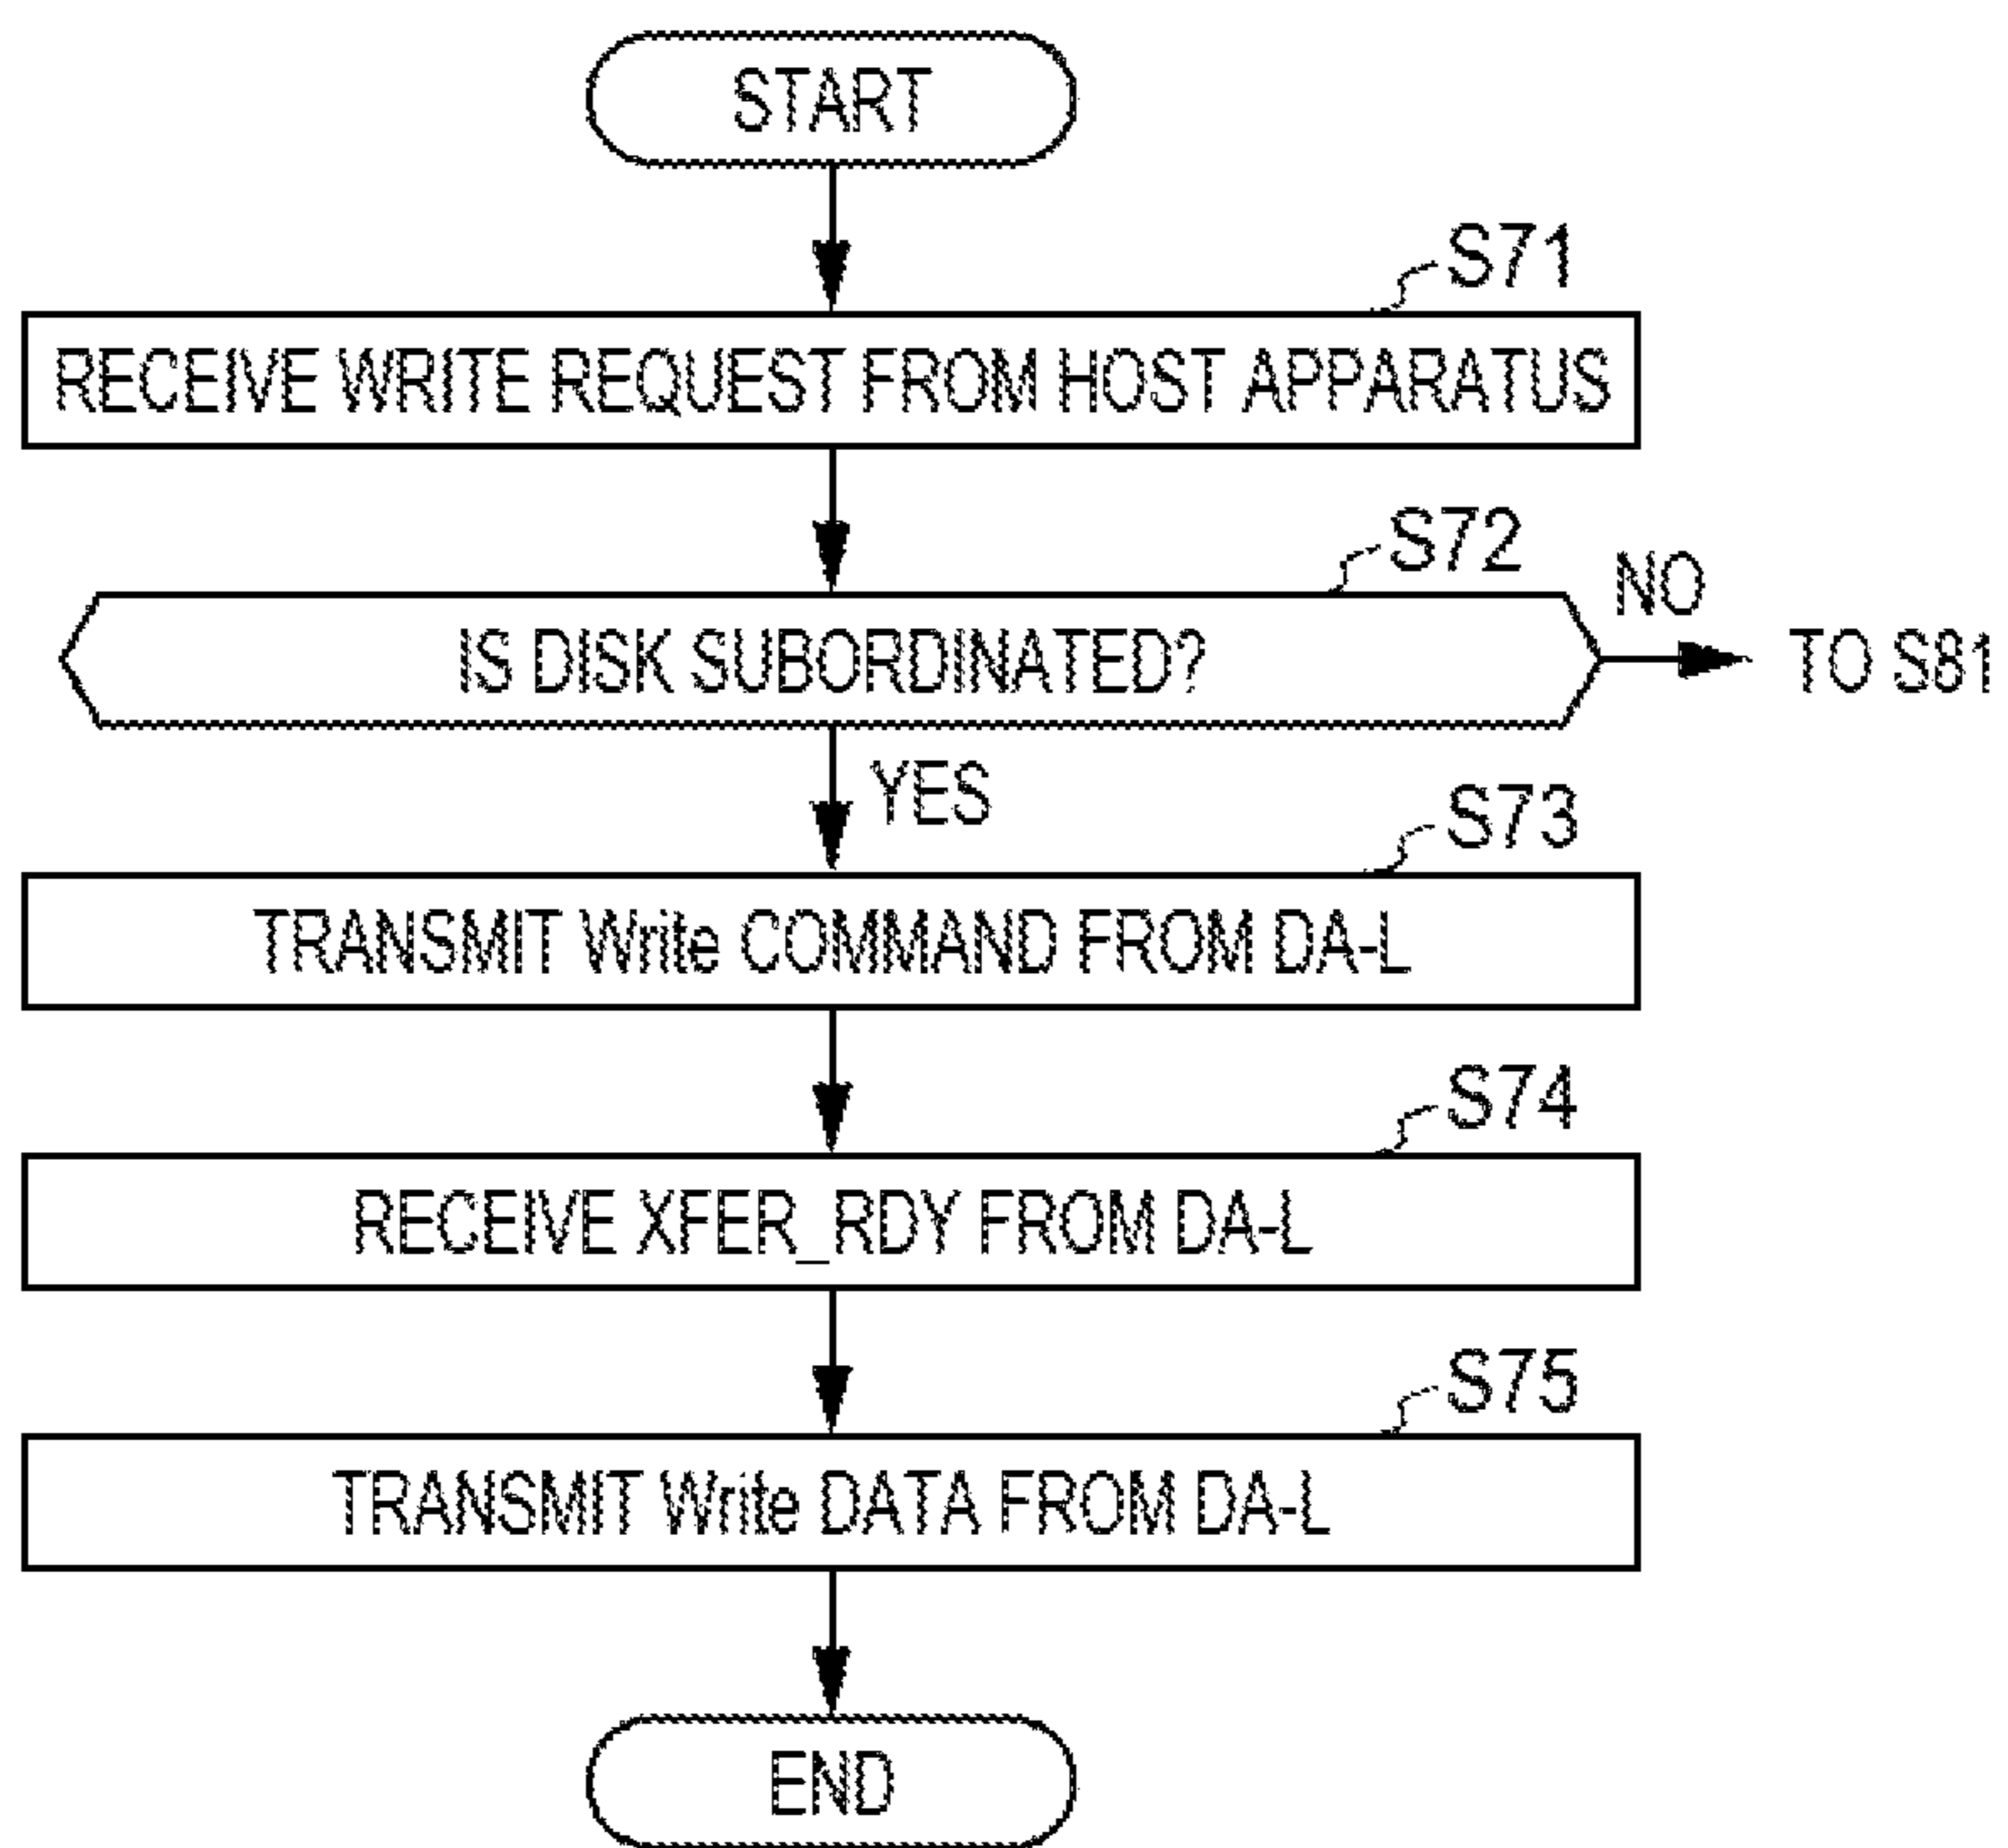 START
S71
RECEIVE WRITE REQUEST FROM HOST APPARATUS
S72
IS DISK SUBORDINATED?
NO
TO S81
YES
S73
TRANSMIT Write COMMAND FROM DA-L
S74
RECEIVE XFER_RDY FROM DA-L
S75
TRANSMIT Write DATA FROM DA-L
END